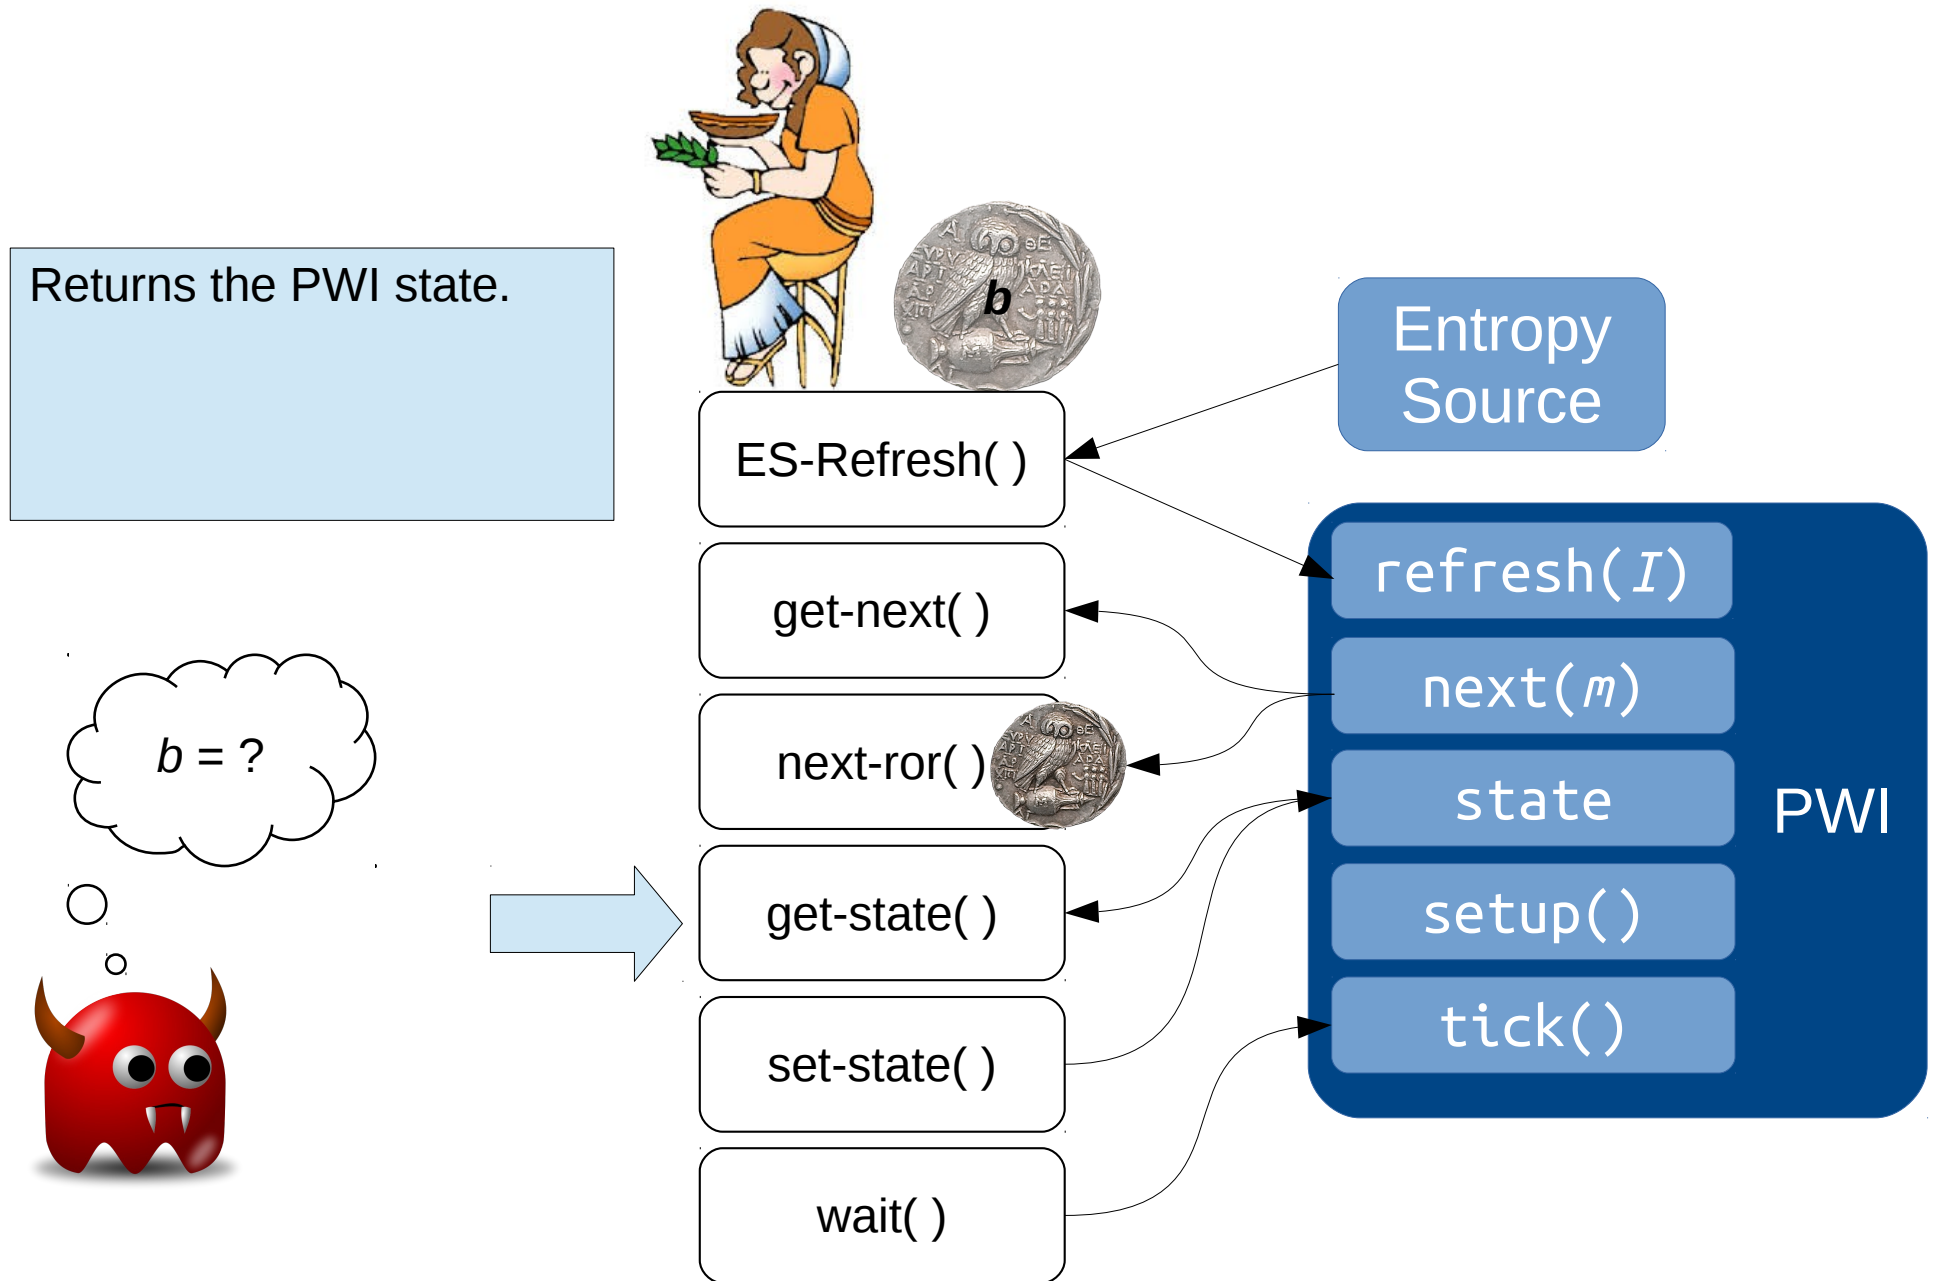 Returns the PWI state.
b
Entropy
Source
ES-Refresh( )
refresh(I)
get-next( )
next(m)
b = ?
next-ror( )
state
PWI
get-state( )
setup()
set-state( )
tick()
wait( )